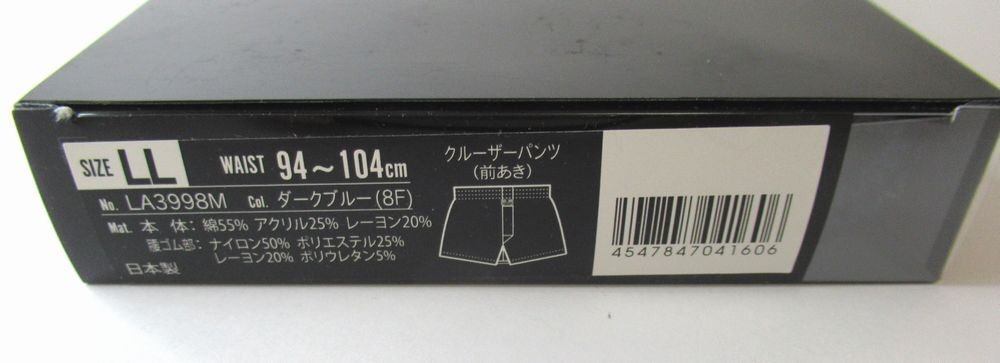 SIZE LL WAIST 94〜104cm
No. LA3998M Col. ダークブルー(8F)
Mat. 本 体: 綿55% アクリル25% レーヨン20%
ゴム部: ナイロン50% ポリエステル25%
レーヨン20% ポリウレタン5%
日本製
クルーザーパンツ
(前あき)
4547847041606